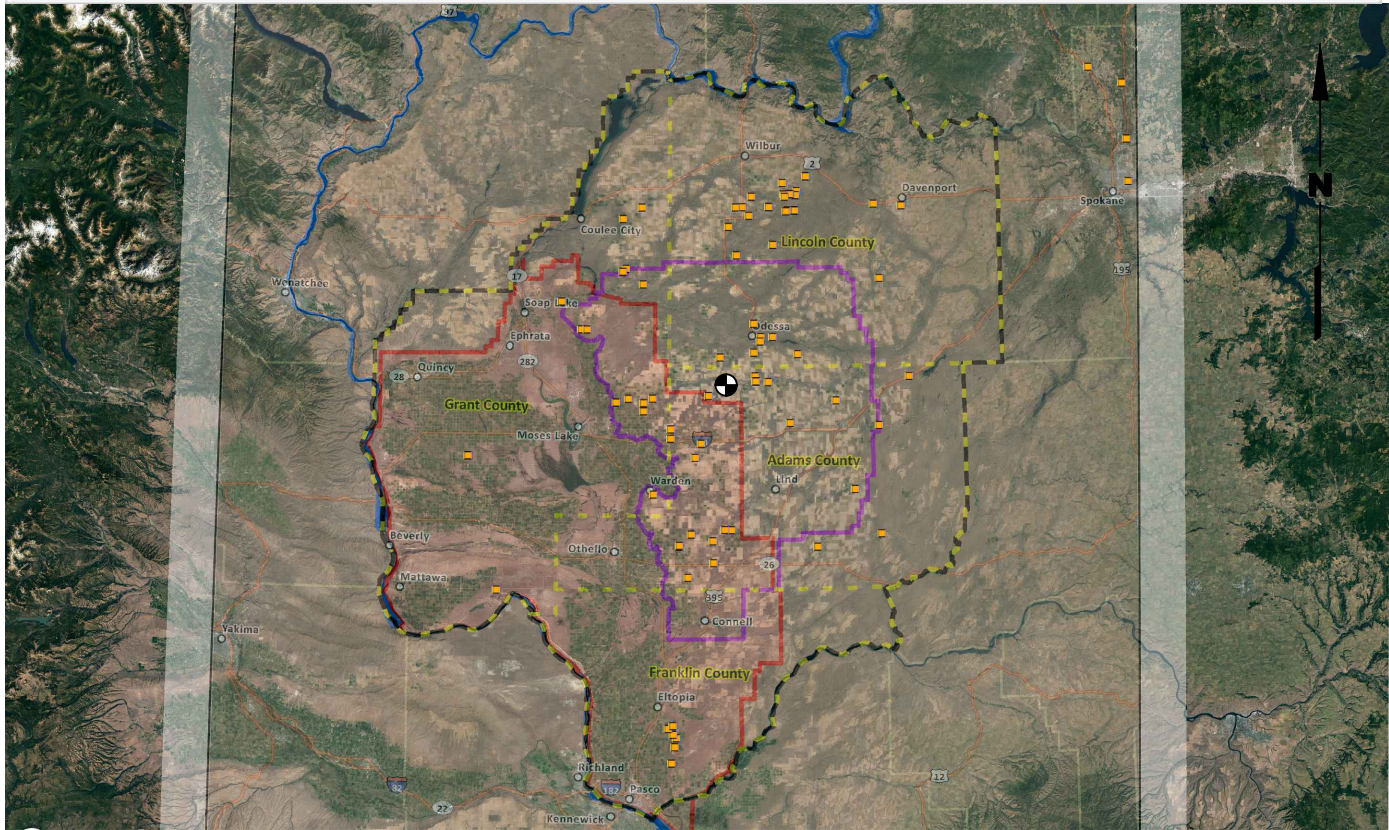 97
Wilbur
2
Davenport
Spokane
N
Coulee City
Lincoln County
195
17
Wenatchee
Soap Lake
Odessa
Ephrata
282
28
Quincy
Grant County
Moses Lake
Adams County
Warden
Lind
Beverly
Othello
26
Mattawa
395
Connell
Yakima
Franklin County
Eltopia
Richland
12
82
182
Pasco
22
Kennewick